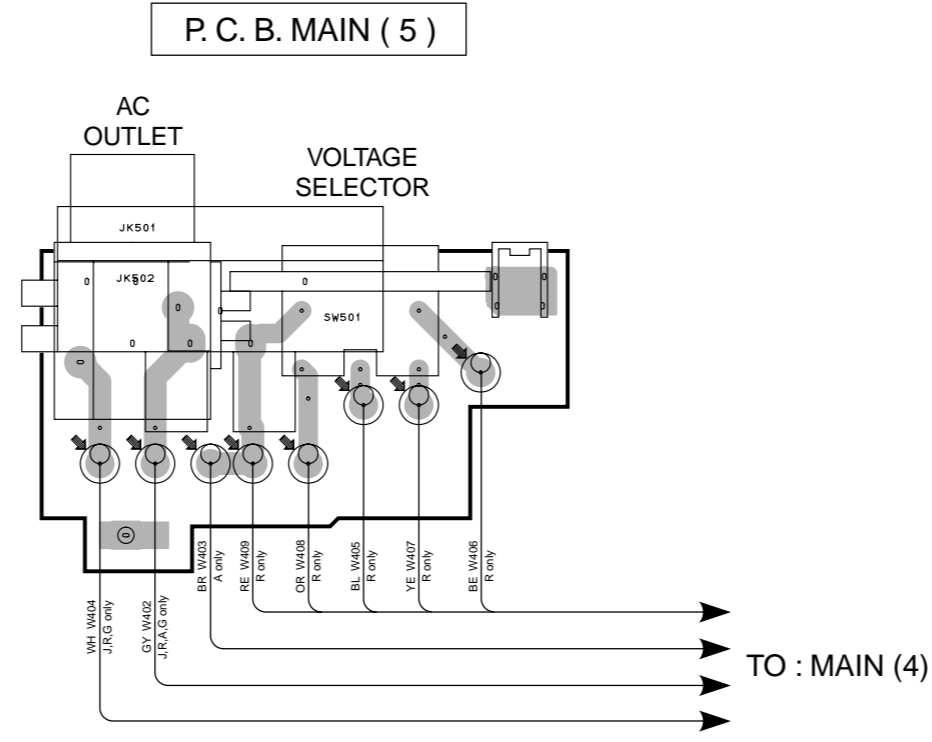 P. C. B. MAIN ( 5 )
AC
OUTLET
VOLTAGE
SELECTOR
JK501
JK502
SW501
WH W404
J,R,G only
GY W402
J,R,A,G only
BR W403
A only
RE W409
R only
OR W408
R only
BL W405
R only
YE W407
R only
BE W406
R only
TO : MAIN (4)